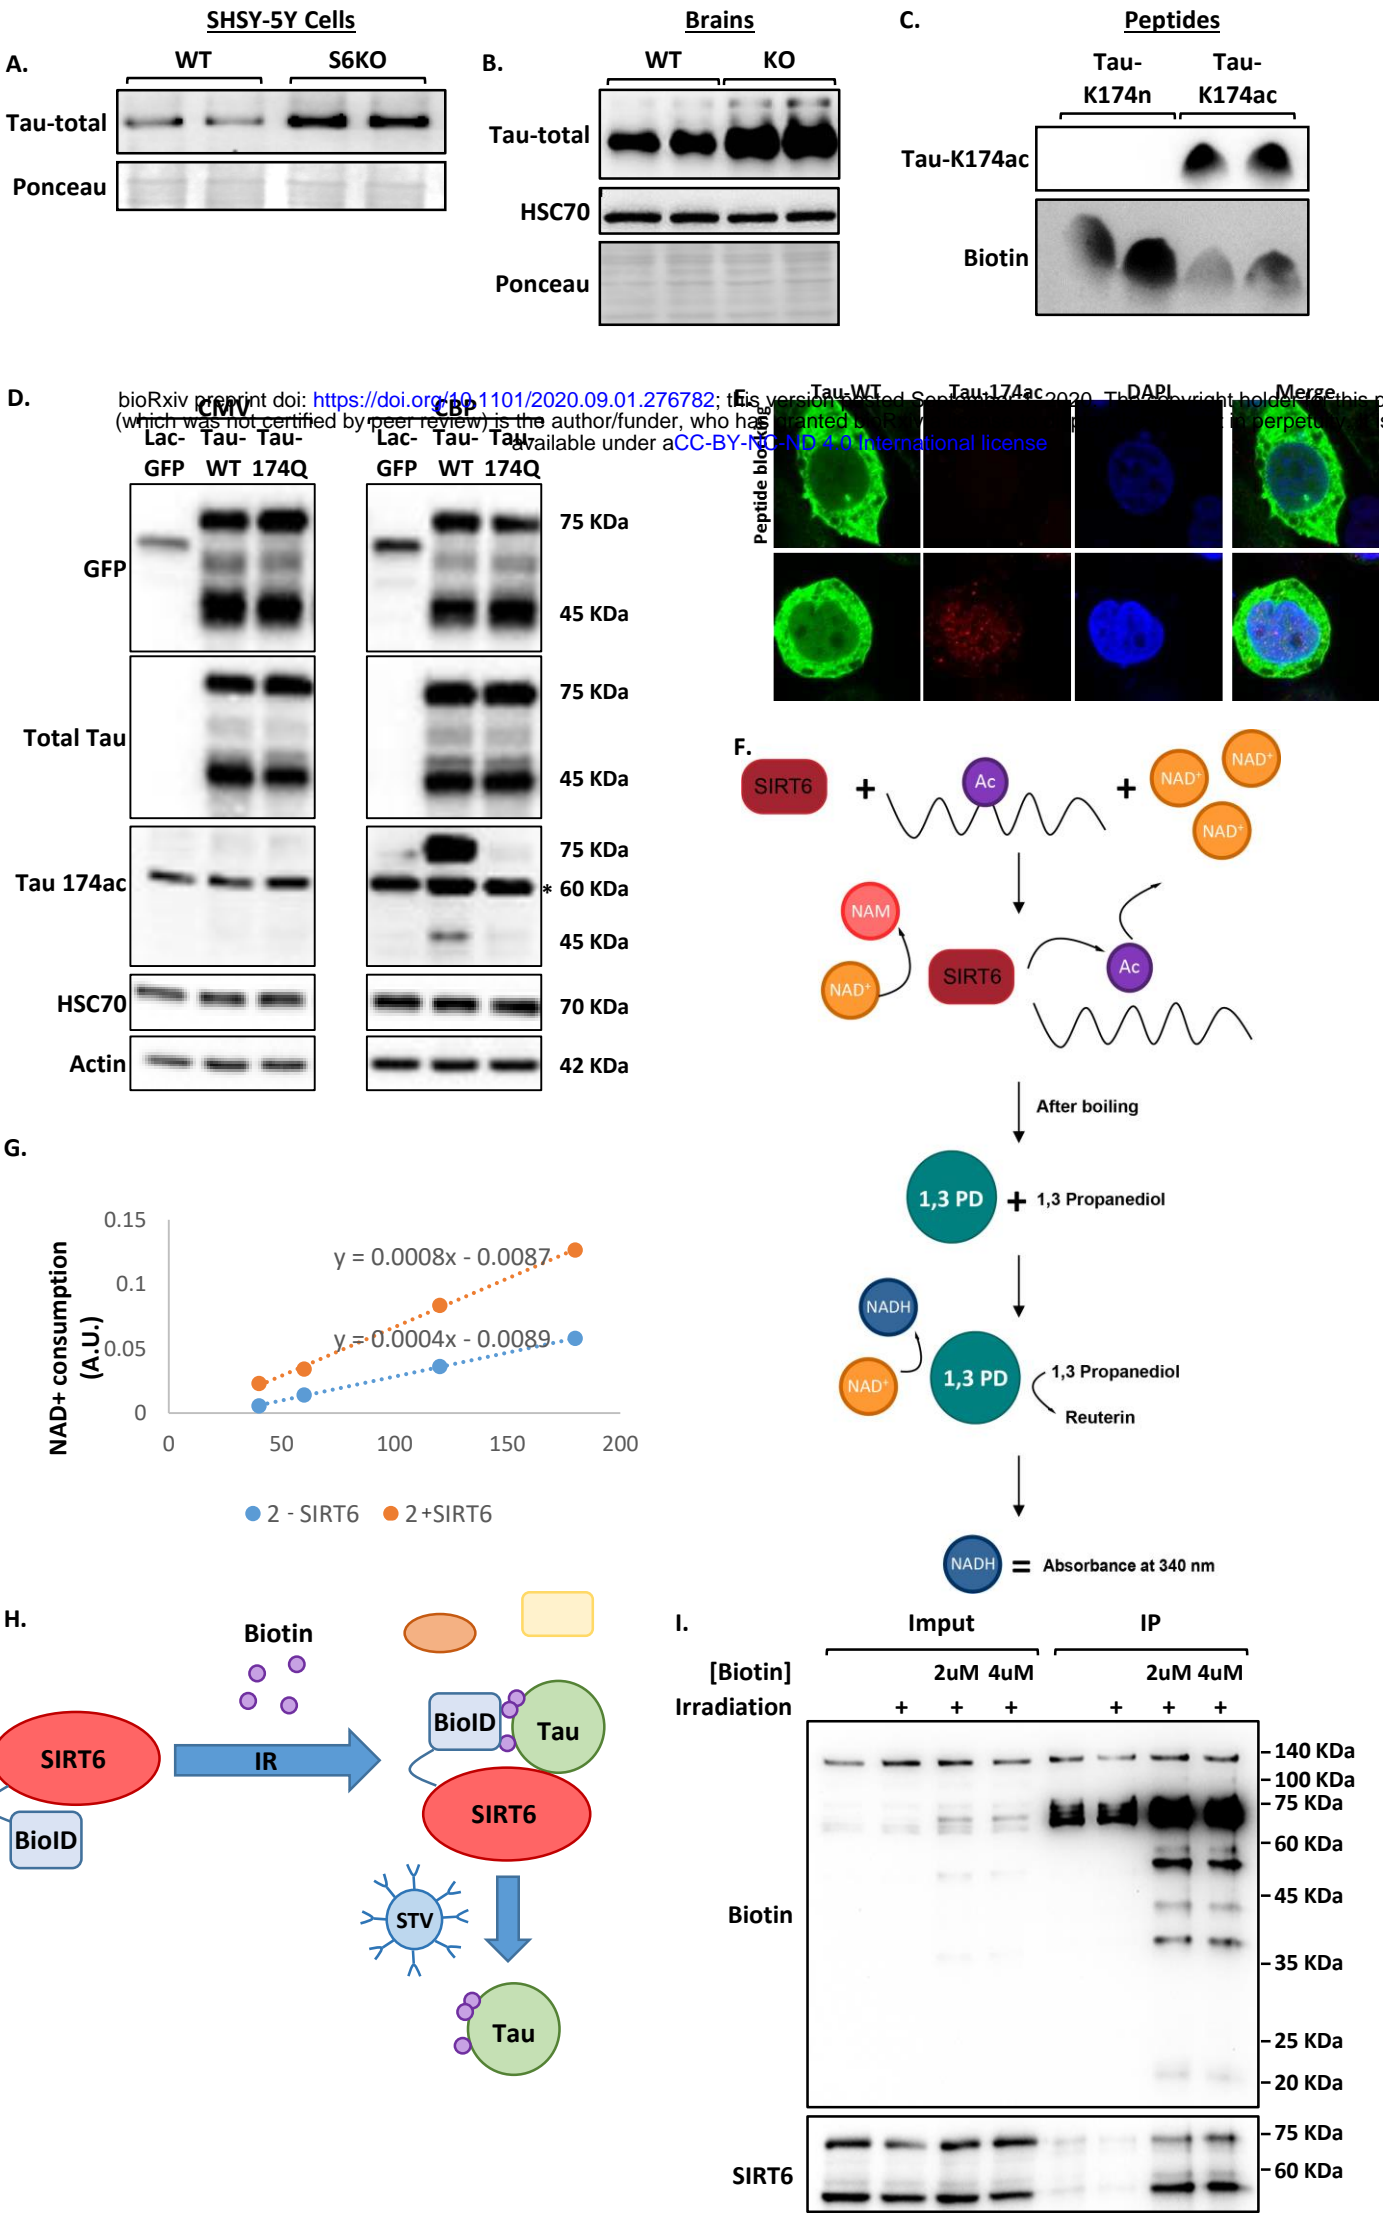 SHSY-5Y Cells
A.
WT
S6KO
Tau-total
Ponceau
Brains
B.
WT
KO
Tau-total
HSC70
Ponceau
C.
Peptides
Tau-
K174n
Tau-
K174ac
Tau-K174ac
Biotin
bioRxiv preprint doi: https://doi.org/10.1101/2020.09.01.276782; this version posted September 1, 2020. The copyright holder for this p
(which was not certified by peer review) is the author/funder, who has granted bioRxiv in perpetu
available under aCC-BY-NC-ND 4.0 International license
D.
CMV
CBP
Lac-
GFP
Tau-
WT
Tau-
174Q
Lac-
GFP
Tau-
WT
Tau-
174Q
GFP
75 KDa
45 KDa
Total Tau
75 KDa
45 KDa
Tau 174ac
75 KDa
* 60 KDa
45 KDa
HSC70
70 KDa
Actin
42 KDa
E.
Tau-WT
Tau-174ac
DAPI
Merge
Peptide blocking
F.
SIRT6
+
Ac
+
NAD+
NAD+
NAD+
NAM
NAD+
SIRT6
Ac
After boiling
1,3 PD
+
1,3 Propanediol
NADH
NAD+
1,3 PD
1,3 Propanediol
Reuterin
NADH = Absorbance at 340 nm
G.
NAD+ consumption
(A.U.)
0.15
0.1
0.05
0
y = 0.0008x - 0.0087
y = 0.0004x - 0.0089
0 50 100 150 200
2 - SIRT6 2+SIRT6
H.
Biotin
SIRT6
BioID
IR
BioID
Tau
SIRT6
STV
Tau
I.
Imput
IP
[Biotin] 2uM 4uM 2uM 4uM
Irradiation + + + + + +
Biotin
140 KDa
100 KDa
75 KDa
60 KDa
45 KDa
35 KDa
25 KDa
20 KDa
SIRT6
75 KDa
60 KDa